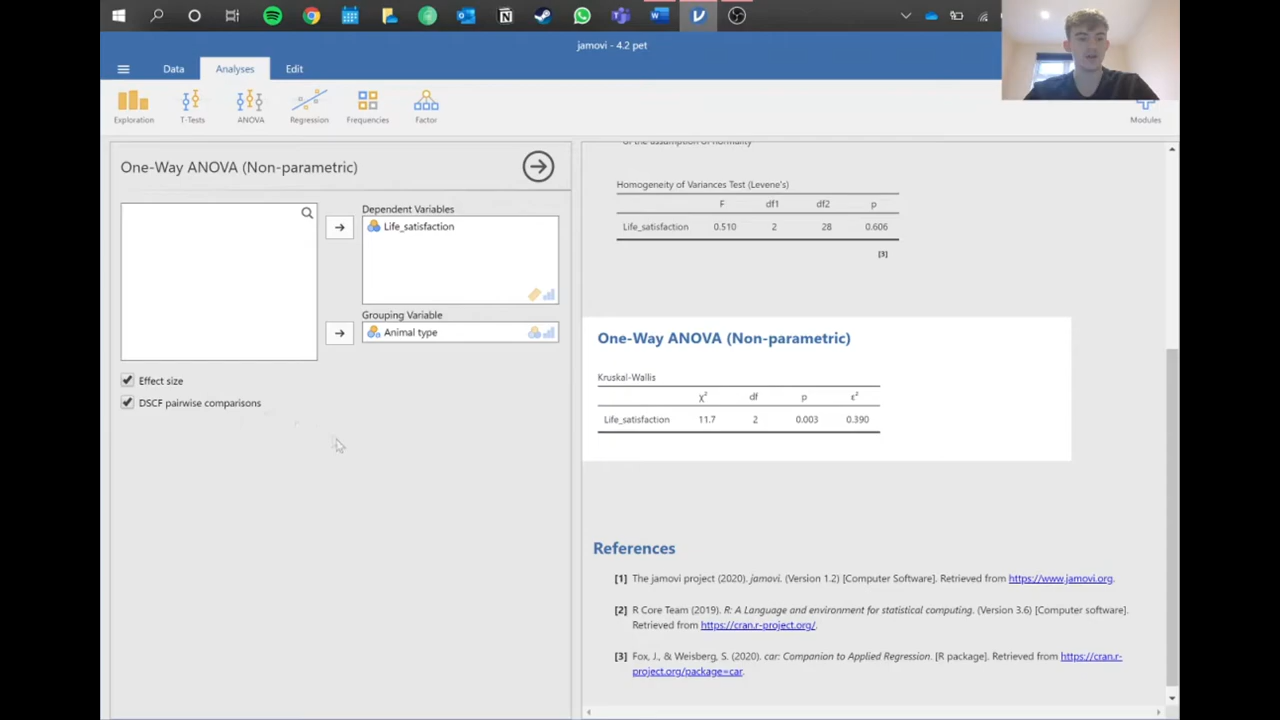 jamovi - 4.2 pet
Data
Analyses
Edit
Exploration
T-Tests
ANOVA
Regression
Frequencies
Factor
Modules
One-Way ANOVA (Non-parametric)
Dependent Variables
Life_satisfaction
Grouping Variable
Animal type
Effect size
DSCF pairwise comparisons
of the assumption of normality
Homogeneity of Variances Test (Levene's)
F df1 df2 p
Life_satisfaction 0.510 2 28 0.606
[3]
One-Way ANOVA (Non-parametric)
Kruskal-Wallis
χ² df p ε²
Life_satisfaction 11.7 2 0.003 0.390
References
[1] The jamovi project (2020). jamovi. (Version 1.2) [Computer Software]. Retrieved from https://www.jamovi.org.
[2] R Core Team (2019). R: A Language and environment for statistical computing. (Version 3.6) [Computer software].
Retrieved from https://cran.r-project.org/.
[3] Fox, J., & Weisberg, S. (2020). car: Companion to Applied Regression. [R package]. Retrieved from https://cran.r-
project.org/package=car.